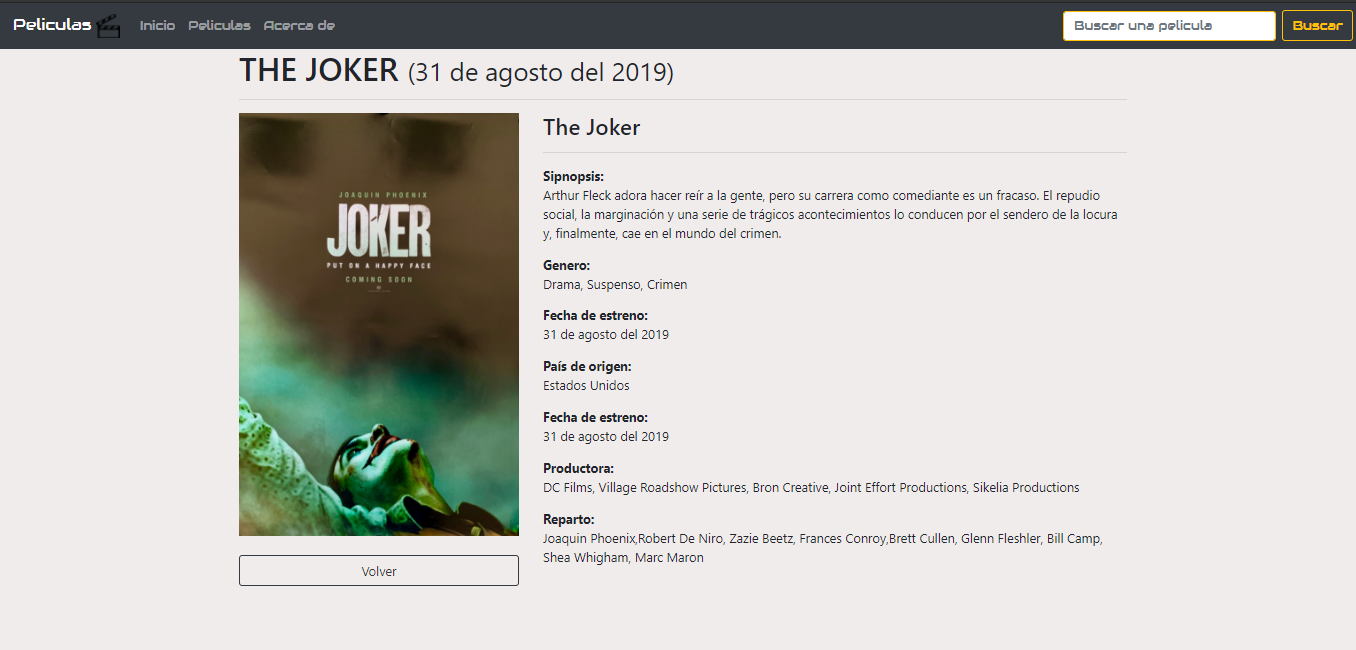 Peliculas Inicio Peliculas Acerca de Buscar una pelicula Buscar
THE JOKER (31 de agosto del 2019)
JOAQUIN PHOENIX
JOKER
PUT ON A HAPPY FACE
COMING SOON
Volver
The Joker
Sipnopsis:
Arthur Fleck adora hacer reír a la gente, pero su carrera como comediante es un fracaso. El repudio
social, la marginación y una serie de trágicos acontecimientos lo conducen por el sendero de la locura
y, finalmente, cae en el mundo del crimen.
Genero:
Drama, Suspenso, Crimen
Fecha de estreno:
31 de agosto del 2019
País de origen:
Estados Unidos
Fecha de estreno:
31 de agosto del 2019
Productora:
DC Films, Village Roadshow Pictures, Bron Creative, Joint Effort Productions, Sikelia Productions
Reparto:
Joaquin Phoenix,Robert De Niro, Zazie Beetz, Frances Conroy,Brett Cullen, Glenn Fleshler, Bill Camp,
Shea Whigham, Marc Maron